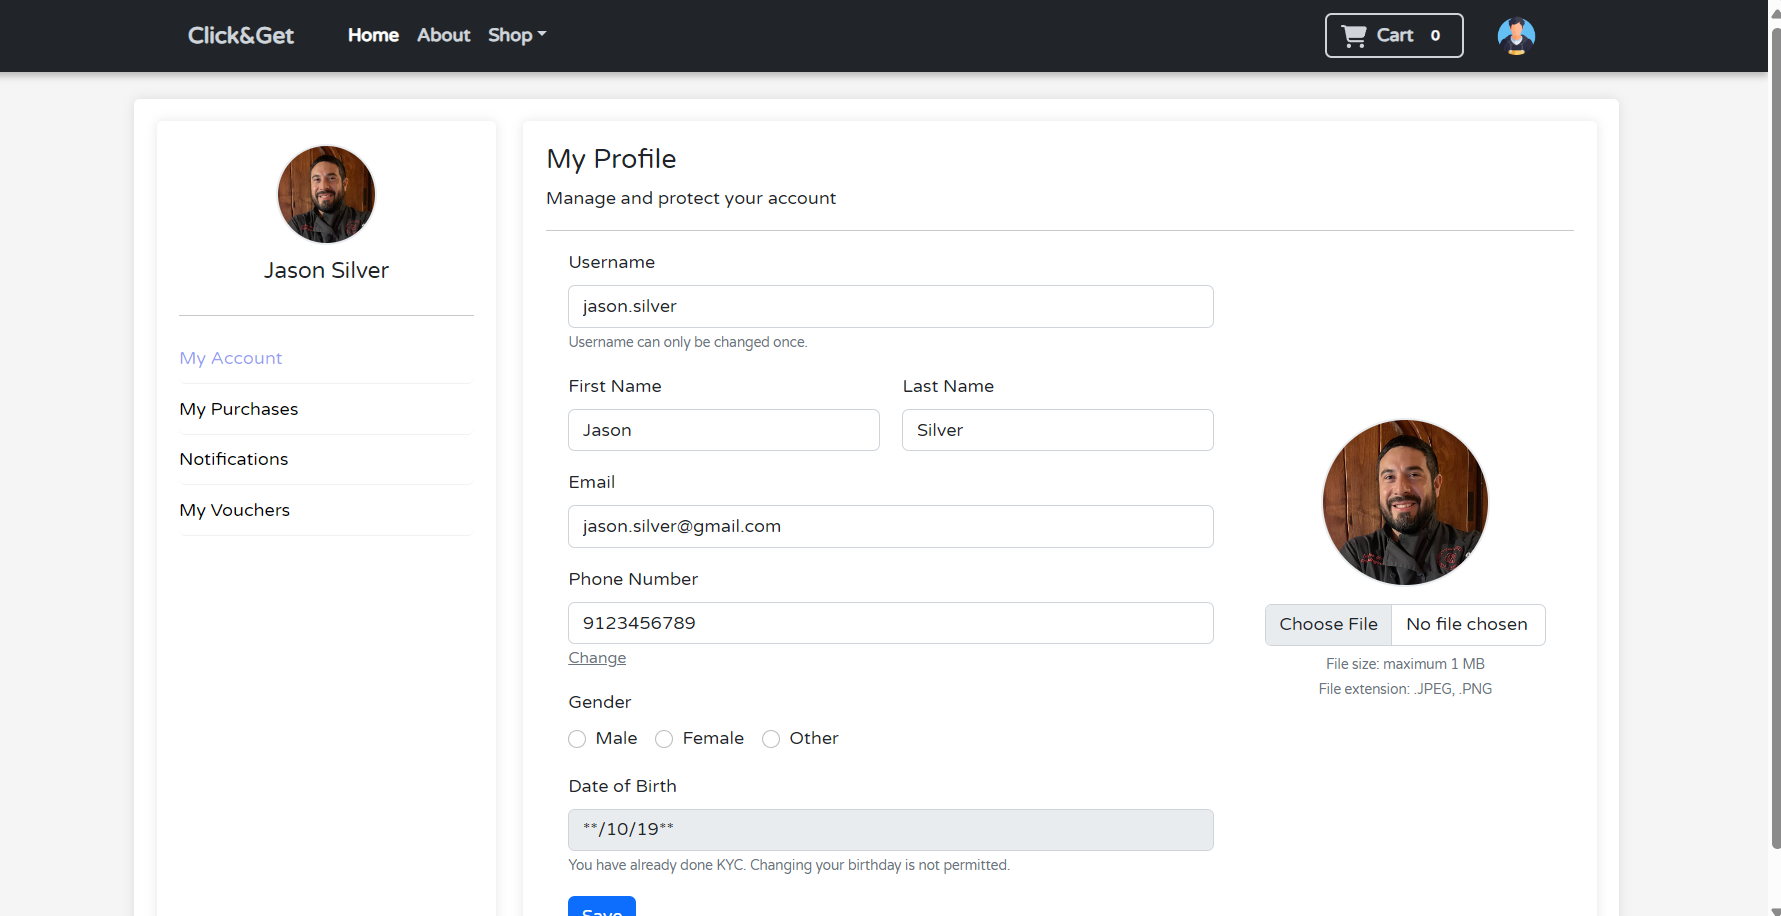 Click&Get Home About Shop Cart 0
Jason Silver
My Account
My Purchases
Notifications
My Vouchers
My Profile
Manage and protect your account
Username
jason.silver
Username can only be changed once.
First Name Last Name
Jason Silver
Email
jason.silver@gmail.com
Phone Number
9123456789
Change
Gender
Male Female Other
Date of Birth
**/10/19**
You have already done KYC. Changing your birthday is not permitted.
Save
Choose File No file chosen
File size: maximum 1 MB
File extension: .JPEG, .PNG